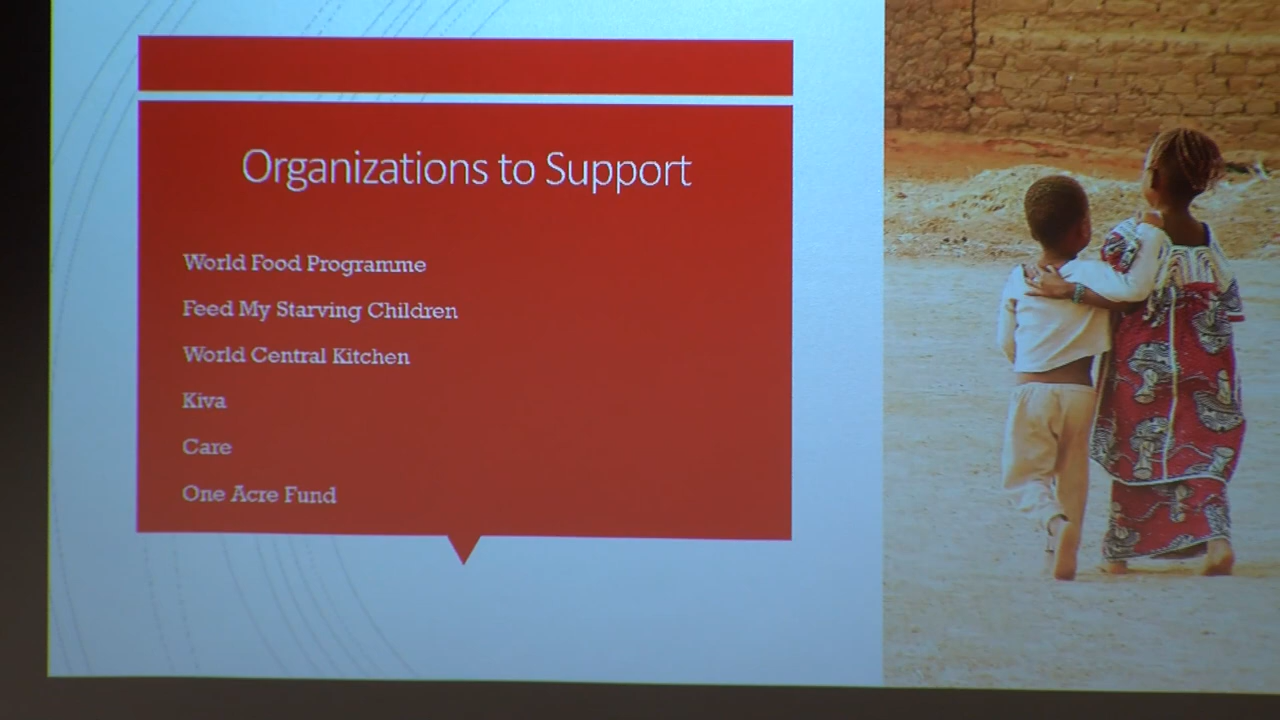 Organizations to Support
World Food Programme
Feed My Starving Children
World Central Kitchen
Kiva
Care
One Acre Fund